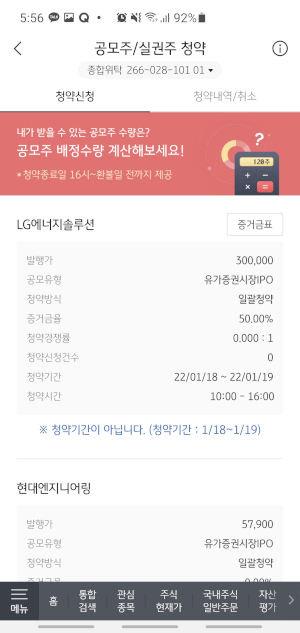 5:56
92%
공모주/실권주 청약
종합위탁 266-028-101 01
청약신청
청약내역/취소
내가 받을 수 있는 공모주 수량은?
공모주 배정수량 계산해보세요!
*청약종료일 16시~환불일 전까지 제공
?
128주
+ −
× =
LG에너지솔루션
증거금표
발행가 300,000
공모유형 유가증권시장IPO
청약방식 일괄청약
증거금율 50.00%
청약경쟁률 0.000 : 1
청약신청건수 0
청약기간 22/01/18 ~ 22/01/19
청약시간 10:00 ~ 16:00
※ 청약기간이 아닙니다. (청약기간 : 1/18~1/19)
현대엔지니어링
발행가 57,900
공모유형 유가증권시장IPO
청약방식 일괄청약
메뉴
홈
통합
검색
관심
종목
주식
현재가
국내주식
일반주문
자산
평가